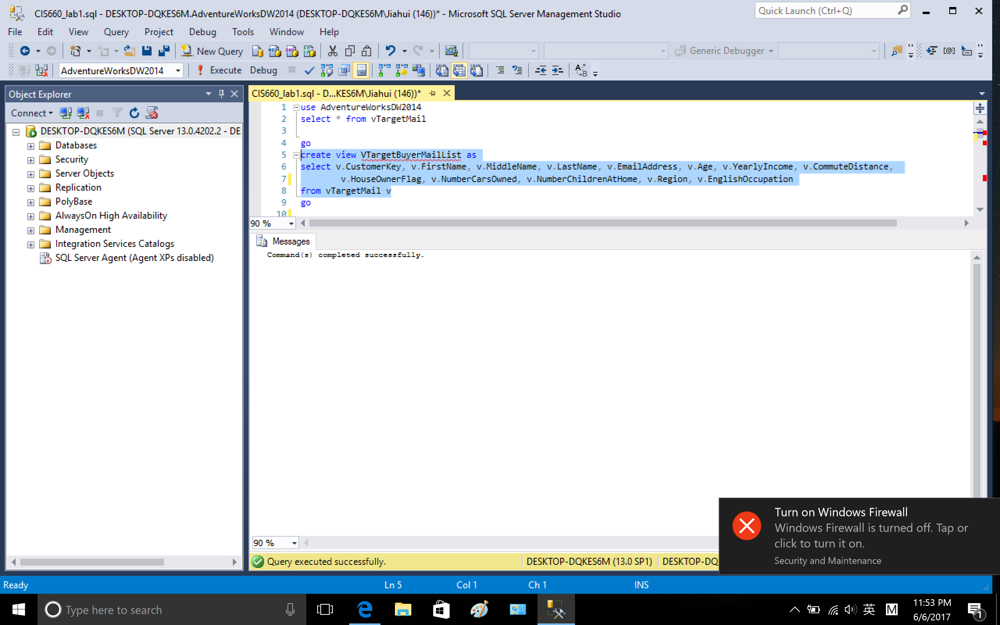 CIS660_lab1.sql - DESKTOP-DQKES6M.AdventureWorksDW2014 (DESKTOP-DQKES6M\Jiahui (146))* - Microsoft SQL Server Management Studio
Quick Launch (Ctrl+Q)
File Edit View Query Project Debug Tools Window Help
New Query
Generic Debugger
AdventureWorksDW2014
Execute Debug
Object Explorer
CIS660_lab1.sql - D...KES6M\Jiahui (146))*
Connect
DESKTOP-DQKES6M (SQL Server 13.0.4202.2 - DE
Databases
Security
Server Objects
Replication
PolyBase
AlwaysOn High Availability
Management
Integration Services Catalogs
SQL Server Agent (Agent XPs disabled)
1 use AdventureWorksDW2014
2 select * from vTargetMail
3
4 go
5 create view VTargetBuyerMailList as
6 select v.CustomerKey, v.FirstName, v.MiddleName, v.LastName, v.EmailAddress, v.Age, v.YearlyIncome, v.CommuteDistance,
7 v.HouseOwnerFlag, v.NumberCarsOwned, v.NumberChildrenAtHome, v.Region, v.EnglishOccupation
8 from vTargetMail v
9 go
10
90 %
Messages
Command(s) completed successfully.
90 %
Query executed successfully.
DESKTOP-DQKES6M (13.0 SP1)
DESKTOP-DQ
Turn on Windows Firewall
Windows Firewall is turned off. Tap or
click to turn it on.
Security and Maintenance
Ready
Ln 5
Col 1
Ch 1
INS
Type here to search
英
M
11:53 PM
6/6/2017
1